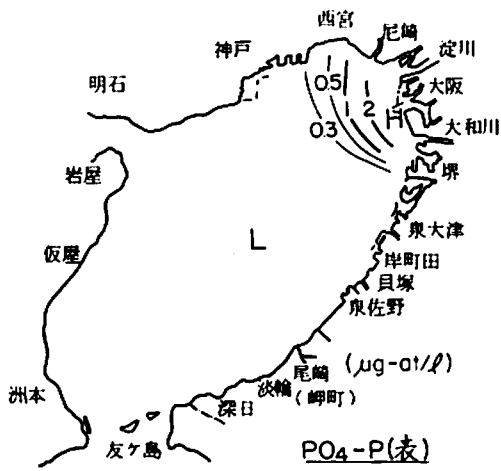 西宮
尼崎
淀川
神戸
大阪
明石
0.5
2
H
0.3
大和川
堺
岩屋
L
泉大津
仮屋
岸町田
貝塚
泉佐野
(μg-at/l)
尾崎
淡輪
(岬町)
洲本
深日
友ケ島
PO4-P(表)